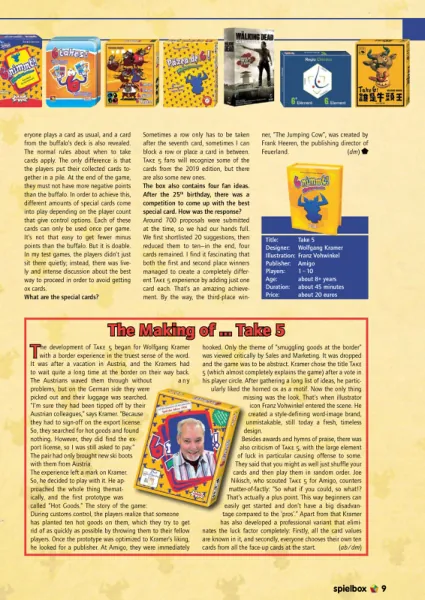 THE WALKING DEAD
6nimmt!
Take 6!
誰是牛頭王
eryone plays a card as usual, and a card
from the buffalo's deck is also revealed.
The normal rules about when to take
cards apply. The only difference is that
the players put their collected cards to-
gether in a pile. At the end of the game,
they must not have more negative points
than the buffalo. In order to achieve this,
different amounts of special cards come
into play depending on the player count
that give control options. Each of these
cards can only be used once per game.
It's not that easy to get fewer minus
points than the buffalo. But it is doable.
In my test games, the players didn't just
sit there quietly; instead, there was live-
ly and intense discussion about the best
way to proceed in order to avoid getting
ox cards.
What are the special cards?
Sometimes a row only has to be taken
after the seventh card, sometimes I can
block a row or place a card in between.
TAKE 5 fans will recognize some of the
cards from the 2019 edition, but there
are also some new ones.
The box also contains four fan ideas.
After the 25th birthday, there was a
competition to come up with the best
special card. How was the response?
Around 700 proposals were submitted
at the time, so we had our hands full.
We first shortlisted 20 suggestions, then
reduced them to ten–in the end, four
cards remained. I find it fascinating that
both the first and second place winners
managed to create a completely differ-
ent TAKE 5 experience by adding just one
card each. That's an amazing achieve-
ment. By the way, the third-place win-
ner, "The Jumping Cow", was created by
Frank Heeren, the publishing director of
Feuerland. (dm)
6nimmt!
Title: Take 5
Designer: Wolfgang Kramer
Illustration: Franz Vohwinkel
Publisher: Amigo
Players: 1 – 10
Age: about 8+ years
Duration: about 45 minutes
Price: about 20 euros
The Making of ... Take 5
The development of TAKE 5 began for Wolfgang Kramer
with a border experience in the truest sense of the word.
It was after a vacation in Austria, and the Kramers had
to wait quite a long time at the border on their way back.
The Austrians waved them through without any
problems, but on the German side they were
picked out and their luggage was searched.
"I'm sure they had been tipped off by their
Austrian colleagues," says Kramer. "Because
they had to sign-off on the export license."
So, they searched for hot goods and found
nothing. However, they did find the ex-
port license, so I was still asked to pay."
The pair had only brought new ski boots
with them from Austria.
The experience left a mark on Kramer.
So, he decided to play with it. He ap-
proached the whole thing themat-
ically, and the first prototype was
called "Hot Goods." The story of the game:
During customs control, the players realize that someone
has planted ten hot goods on them, which they try to get
rid of as quickly as possible by throwing them to their fellow
players. Once the prototype was optimized to Kramer's liking,
he looked for a publisher. At Amigo, they were immediately
hooked. Only the theme of "smuggling goods at the border"
was viewed critically by Sales and Marketing. It was dropped
and the game was to be abstract. Kramer chose the title TAKE
5 (which almost completely explains the game) after a vote in
his player circle. After gathering a long list of ideas, he partic-
ularly liked the horned ox as a motif. Now the only thing
missing was the look. That's when illustrator
icon Franz Vohwinkel entered the scene. He
created a style-defining word-image brand,
unmistakable, still today a fresh, timeless
design.
Besides awards and hymns of praise, there was
also criticism of TAKE 5, with the large element
of luck in particular causing offense to some.
They said that you might as well just shuffle your
cards and then play them in random order. Joe
Nikisch, who scouted TAKE 5 for Amigo, counters
matter-of-factly: "So what if you could, so what!?
That's actually a plus point. This way beginners can
easily get started and don't have a big disadvan-
tage compared to the 'pros'." Apart from that Kramer
has also developed a professional variant that elimi-
nates the luck factor completely: Firstly, all the card values
are known in it, and secondly, everyone chooses their own ten
cards from all the face-up cards at the start. (ab/dm)
spielbox 9